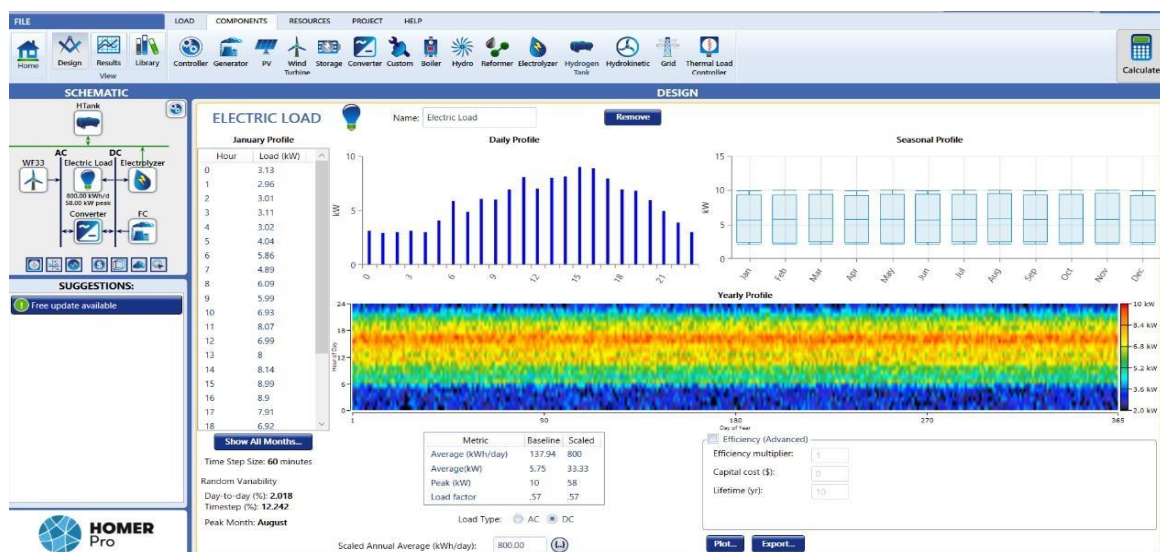 FILE
LOAD COMPONENTS RESOURCES PROJECT HELP
Home
Design Results Library
View
Controller Generator PV Wind Turbine Storage Converter Custom Boiler Hydro Reformer Electrolyzer Hydrogen Tank Hydrokinetic Grid Thermal Load Controller
Calculate
SCHEMATIC
DESIGN
HTank
AC DC
WF33 Electric Load Electrolyzer
800.00 kWh/d
58.00 kW peak
Converter FC
SUGGESTIONS:
Free update available
HOMER
Pro
ELECTRIC LOAD
Name: Electric Load
Remove
January Profile
Hour Load (kW)
0 3.13
1 2.96
2 3.01
3 3.11
4 3.02
5 4.04
6 5.86
7 4.89
8 6.09
9 5.99
10 6.93
11 8.07
12 6.99
13 8
14 8.14
15 8.99
16 8.9
17 7.91
18 6.92
Show All Months...
Time Step Size: 60 minutes
Random Variability
Day-to-day (%): 2.018
Timestep (%): 12.242
Peak Month: August
Daily Profile
kW
10
5
0
0 3 6 9 12 15 18 21
Seasonal Profile
kW
15
10
5
0
Jan Feb Mar Apr May Jun Jul Aug Sep Oct Nov Dec
Yearly Profile
Hour of Day
24
18
12
6
0
1 90 180 270 365
Day of Year
10 kW
8.4 kW
6.8 kW
5.2 kW
3.6 kW
2.0 kW
Metric Baseline Scaled
Average (kWh/day) 137.94 800
Average(kW) 5.75 33.33
Peak (kW) 10 58
Load factor .57 .57
Load Type: AC DC
Scaled Annual Average (kWh/day): 800.00 {..}
Efficiency (Advanced)
Efficiency multiplier: 1
Capital cost ($): 0
Lifetime (yr): 10
Plot... Export...